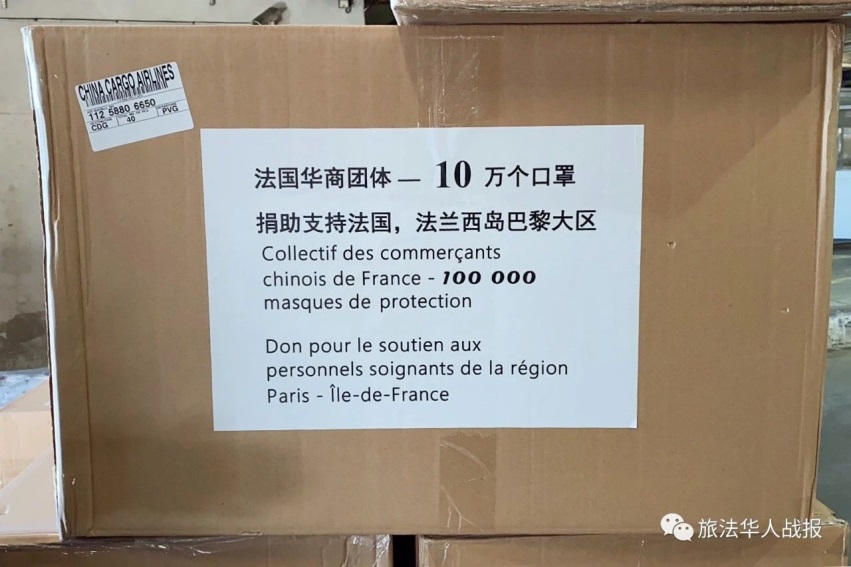 CHINA CARGO AIRLINES
112 5880 6650
CDG 40 PVG
法国华商团体 — 10 万个口罩
捐助支持法国，法兰西岛巴黎大区
Collectif des commerçants
chinois de France - 100 000
masques de protection
Don pour le soutien aux
personnels soignants de la région
Paris - Île-de-France
旅法华人战报